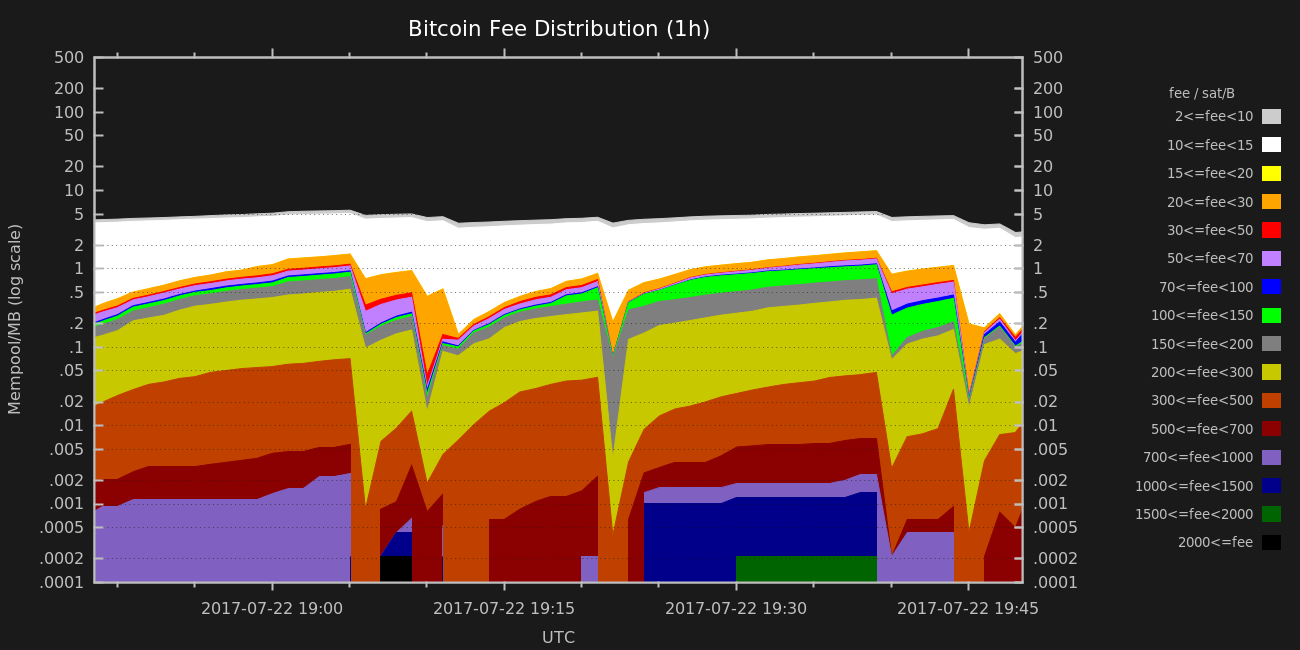 Bitcoin Fee Distribution (1h)
Mempool/MB (log scale)
500
200
100
50
20
10
5
2
1
.5
.2
.1
.05
.02
.01
.005
.002
.001
.0005
.0002
.0001
500
200
100
50
20
10
5
2
1
.5
.2
.1
.05
.02
.01
.005
.002
.001
.0005
.0002
.0001
2017-07-22 19:00
2017-07-22 19:15
2017-07-22 19:30
2017-07-22 19:45
UTC
fee / sat/B
2<=fee<10
10<=fee<15
15<=fee<20
20<=fee<30
30<=fee<50
50<=fee<70
70<=fee<100
100<=fee<150
150<=fee<200
200<=fee<300
300<=fee<500
500<=fee<700
700<=fee<1000
1000<=fee<1500
1500<=fee<2000
2000<=fee